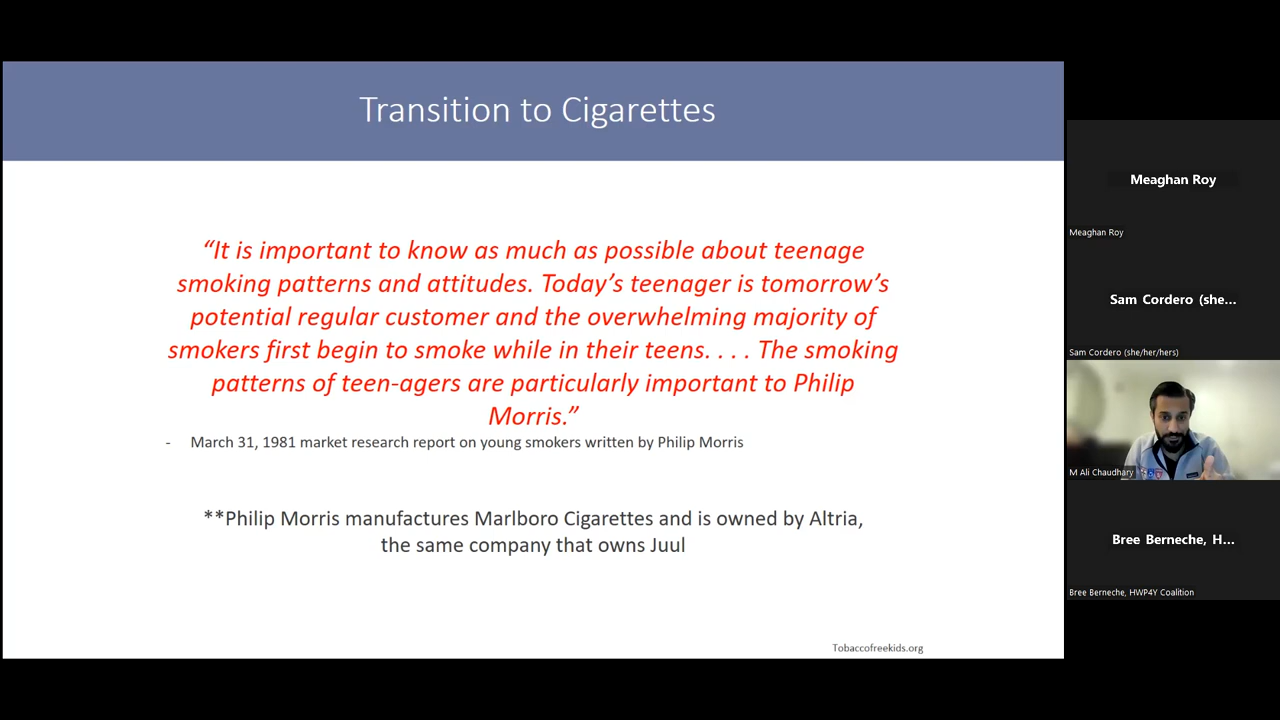 Transition to Cigarettes
“It is important to know as much as possible about teenage
smoking patterns and attitudes. Today’s teenager is tomorrow’s
potential regular customer and the overwhelming majority of
smokers first begin to smoke while in their teens. . . . The smoking
patterns of teen-agers are particularly important to Philip
Morris.”
- March 31, 1981 market research report on young smokers written by Philip Morris
**Philip Morris manufactures Marlboro Cigarettes and is owned by Altria,
the same company that owns Juul
Tobaccofreekids.org
Meaghan Roy
Meaghan Roy
Sam Cordero (she...
Sam Cordero (she/her/hers)
M Ali Chaudhary
Bree Berneche, H...
Bree Berneche, HWP4Y Coalition